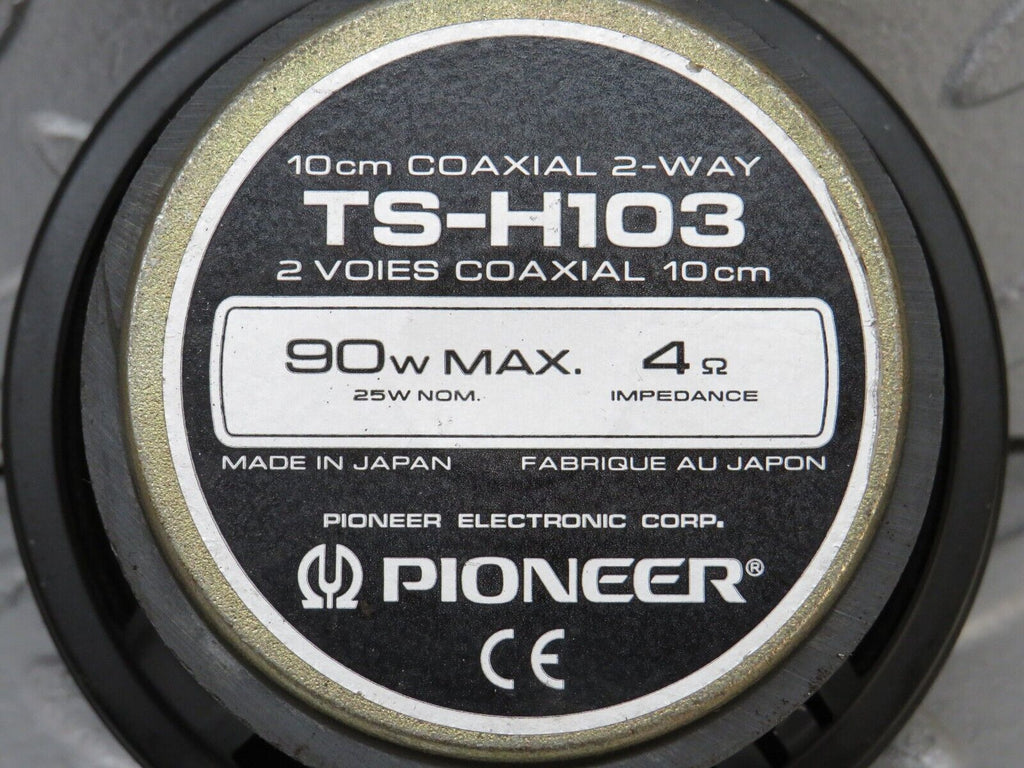 10cm COAXIAL 2-WAY
TS-H103
2 VOIES COAXIAL 10cm
90W MAX. 4Ω
25W NOM. IMPEDANCE
MADE IN JAPAN FABRIQUE AU JAPON
PIONEER ELECTRONIC CORP.
PIONEER®
CE